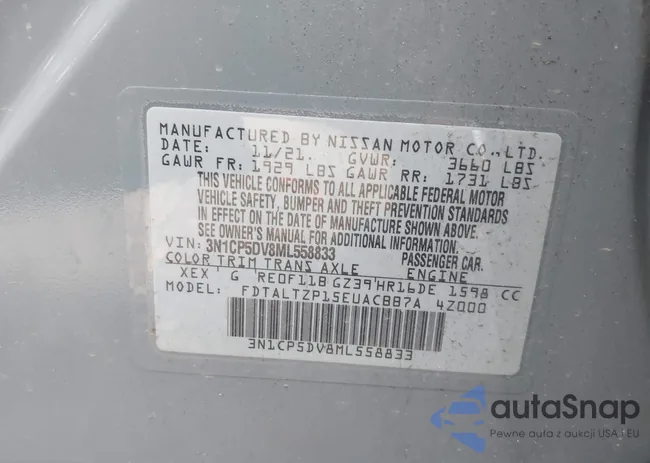 MANUFACTURED BY NISSAN MOTOR CO., LTD.
DATE: 11/21. GVWR: 3660 LBS
GAWR FR: 1929 LBS GAWR RR: 1731 LBS
THIS VEHICLE CONFORMS TO ALL APPLICABLE FEDERAL MOTOR
VEHICLE SAFETY, BUMPER AND THEFT PREVENTION STANDARDS
IN EFFECT ON THE DATE OF MANUFACTURE SHOWN ABOVE.
SEE OWNER'S MANUAL FOR ADDITIONAL INFORMATION.
VIN: 3N1CP5DV8ML558833 PASSENGER CAR.
COLOR TRIM TRANS AXLE ENGINE
XEX G RE0F11B GZ39 HR16DE 1598 CC
MODEL: FDTALTZP15EUACBB7A 4Z000
3N1CP5DV8ML558833
autaSnap
Pewne auta z aukcji USA i EU